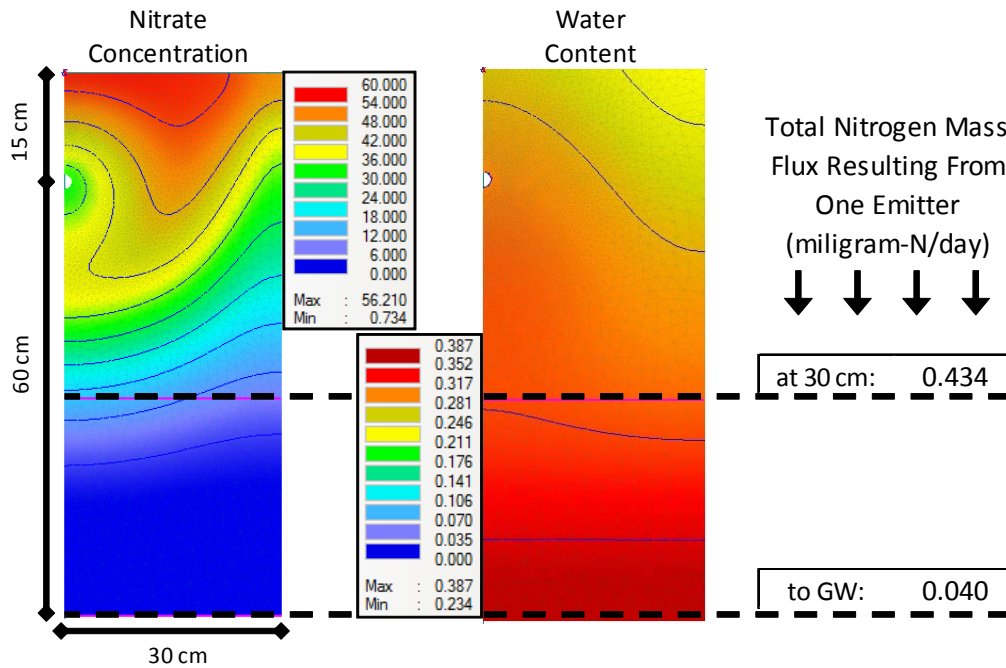 Nitrate
Concentration
Water
Content
15 cm
60 cm
30 cm
60.000
54.000
48.000
42.000
36.000
30.000
24.000
18.000
12.000
6.000
0.000
Max : 56.210
Min : 0.734
0.387
0.352
0.317
0.281
0.246
0.211
0.176
0.141
0.106
0.070
0.035
0.000
Max : 0.387
Min : 0.234
Total Nitrogen Mass
Flux Resulting From
One Emitter
(miligram-N/day)
at 30 cm: 0.434
to GW: 0.040